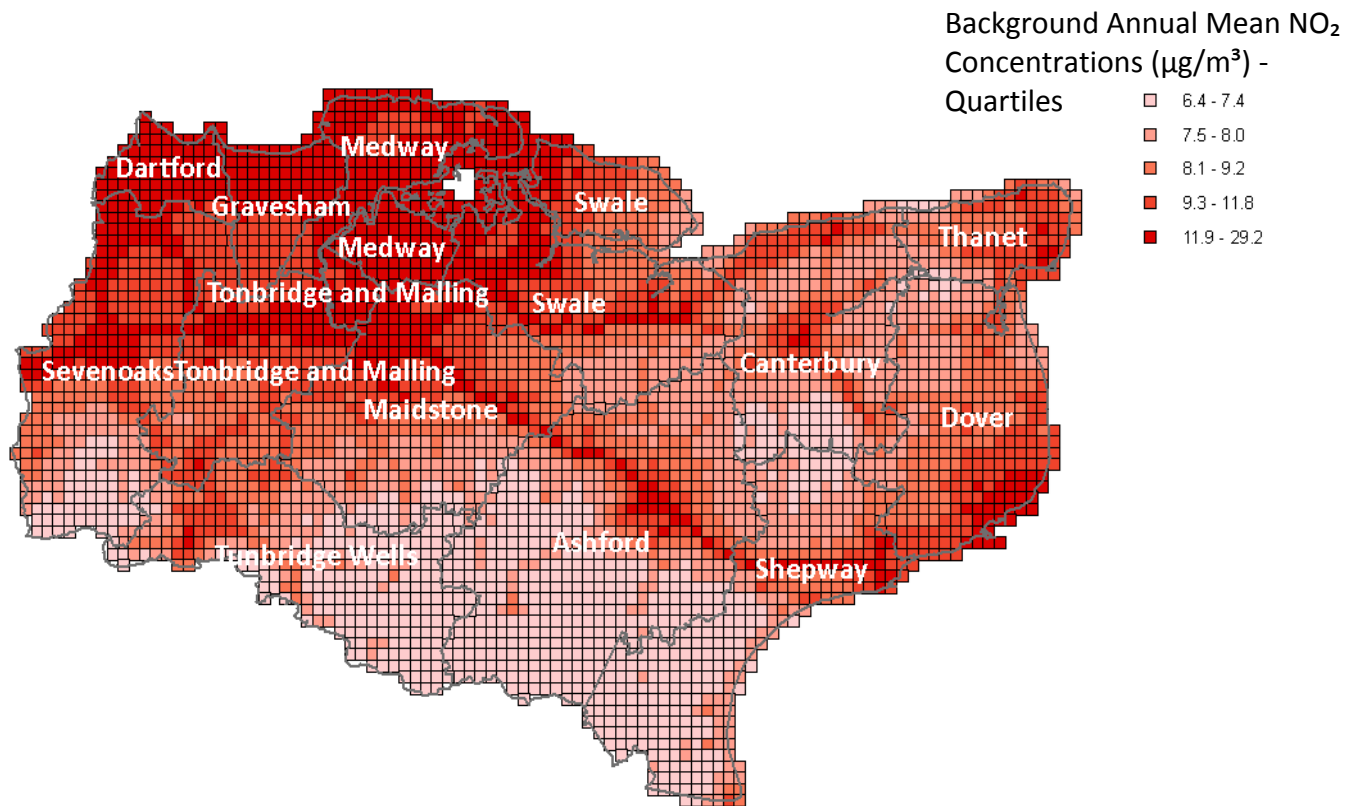 Background Annual Mean NO₂
Concentrations (µg/m³) -
Quartiles
6.4 - 7.4
7.5 - 8.0
8.1 - 9.2
9.3 - 11.8
11.9 - 29.2
Medway
Dartford
Gravesham
Swale
Thanet
Medway
Tonbridge and Malling
Swale
Canterbury
SevenoaksTonbridge and Malling
Maidstone
Dover
Ashford
Tunbridge Wells
Shepway